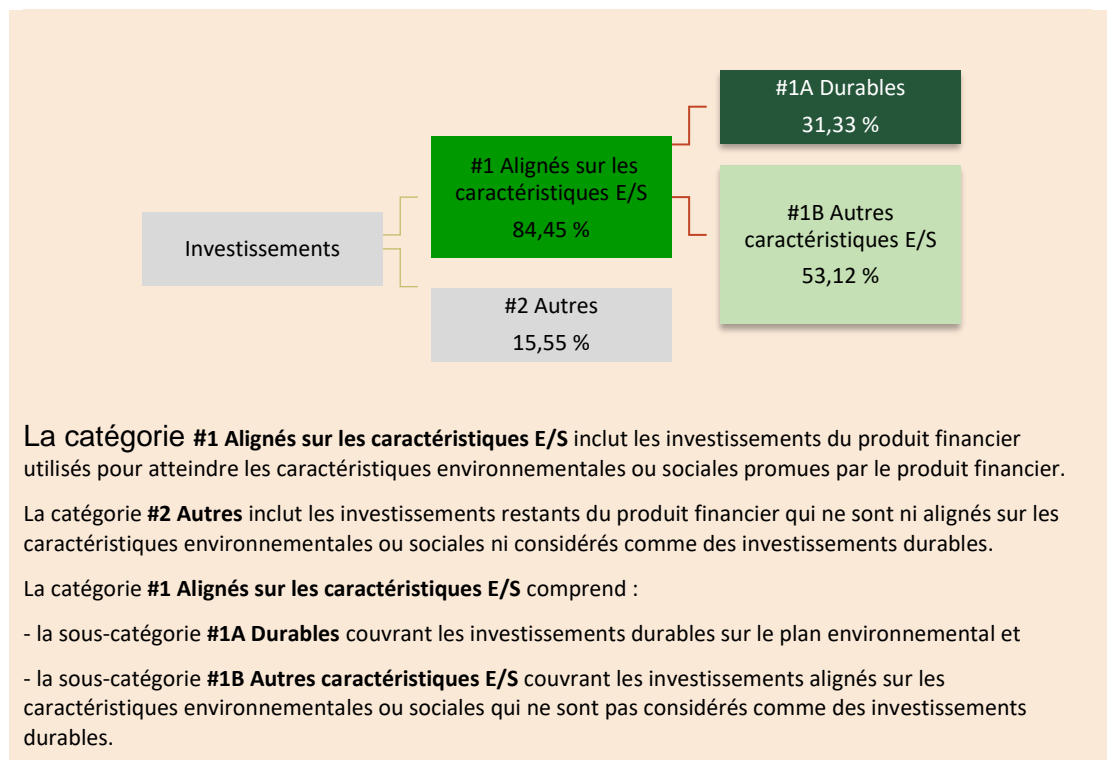 #1A Durables
31,33 %
#1 Alignés sur les
caractéristiques E/S
84,45 %
#1B Autres
caractéristiques E/S
53,12 %
Investissements
#2 Autres
15,55 %
La catégorie #1 Alignés sur les caractéristiques E/S inclut les investissements du produit financier
utilisés pour atteindre les caractéristiques environnementales ou sociales promues par le produit financier.
La catégorie #2 Autres inclut les investissements restants du produit financier qui ne sont ni alignés sur les
caractéristiques environnementales ou sociales ni considérés comme des investissements durables.
La catégorie #1 Alignés sur les caractéristiques E/S comprend :
- la sous-catégorie #1A Durables couvrant les investissements durables sur le plan environnemental et
- la sous-catégorie #1B Autres caractéristiques E/S couvrant les investissements alignés sur les
caractéristiques environnementales ou sociales qui ne sont pas considérés comme des investissements
durables.